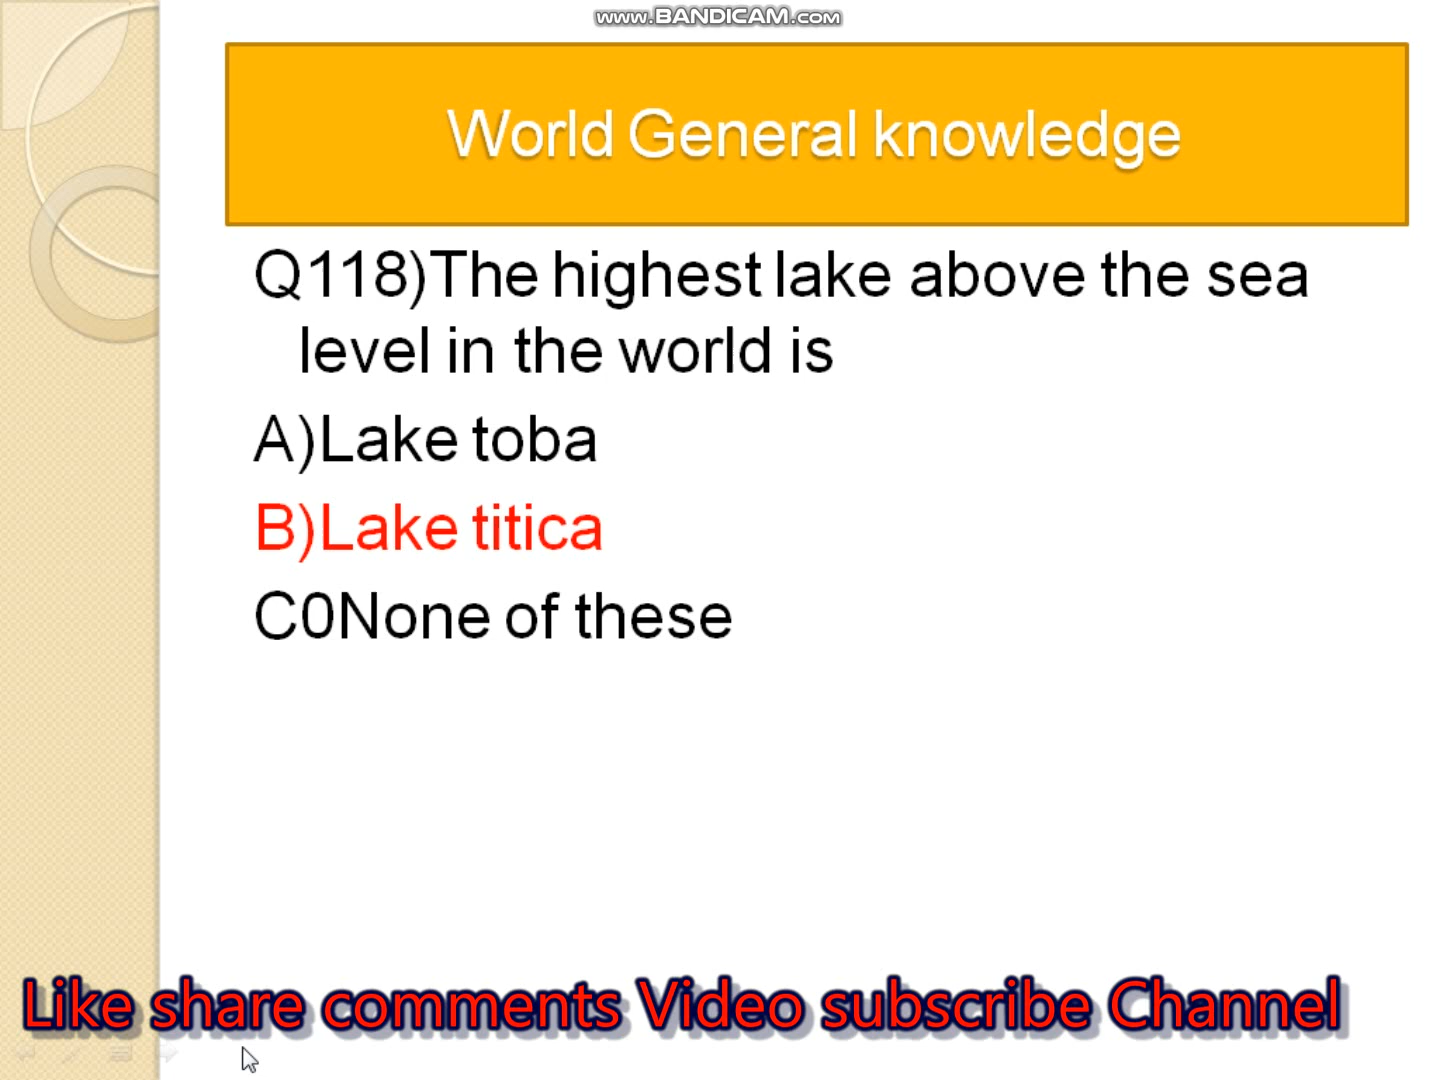 www.BANDICAM.com
World General knowledge
Q118)The highest lake above the sea
level in the world is
A)Lake toba
B)Lake titica
C0None of these
Like share comments Video subscribe Channel